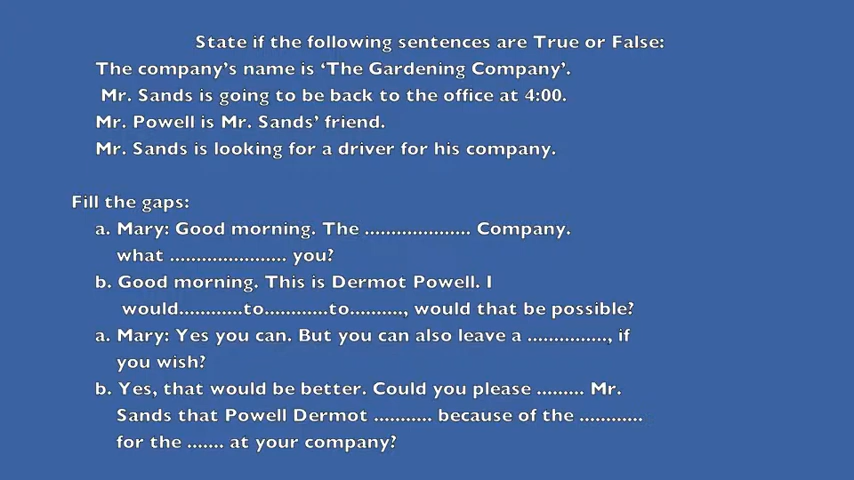 State if the following sentences are True or False:
The company's name is 'The Gardening Company'.
Mr. Sands is going to be back to the office at 4:00.
Mr. Powell is Mr. Sands' friend.
Mr. Sands is looking for a driver for his company.
Fill the gaps:
a. Mary: Good morning. The .................... Company.
what ...................... you?
b. Good morning. This is Dermot Powell. I
would............to............to.........., would that be possible?
a. Mary: Yes you can. But you can also leave a ..............., if
you wish?
b. Yes, that would be better. Could you please ......... Mr.
Sands that Powell Dermot ........... because of the ............
for the ....... at your company?